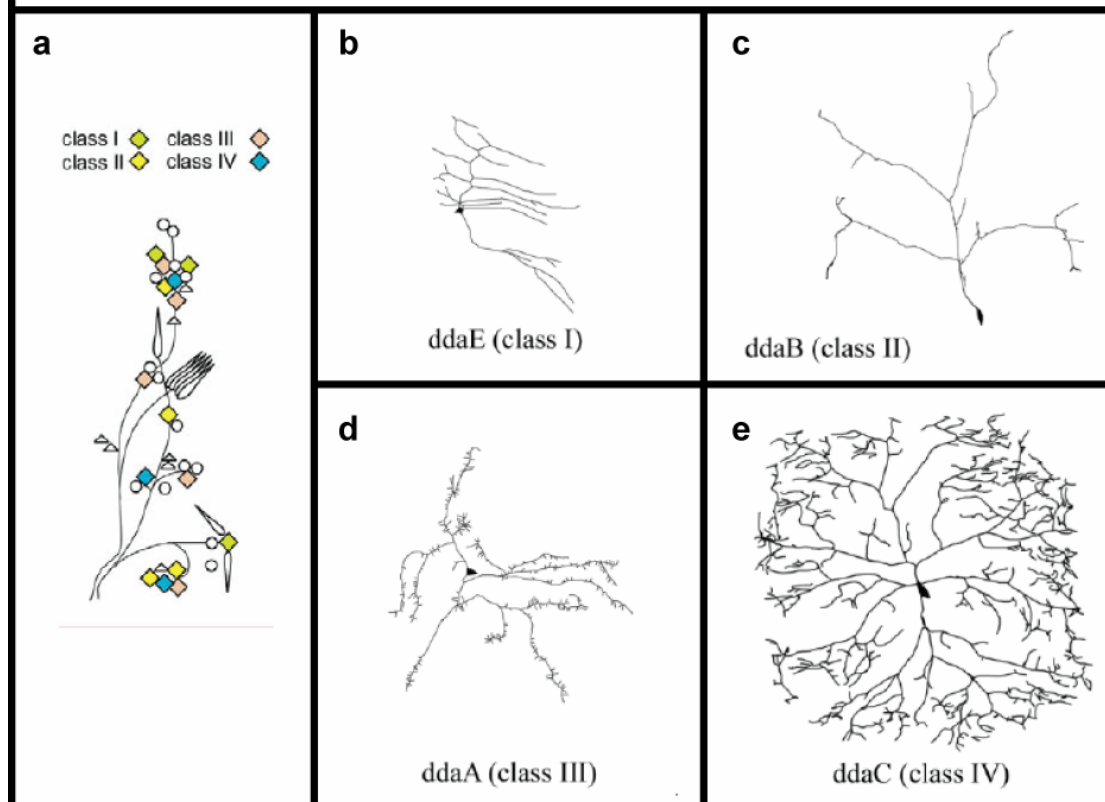 a
class I
class III
class II
class IV
b
ddaE (class I)
c
ddaB (class II)
d
ddaA (class III)
e
ddaC (class IV)